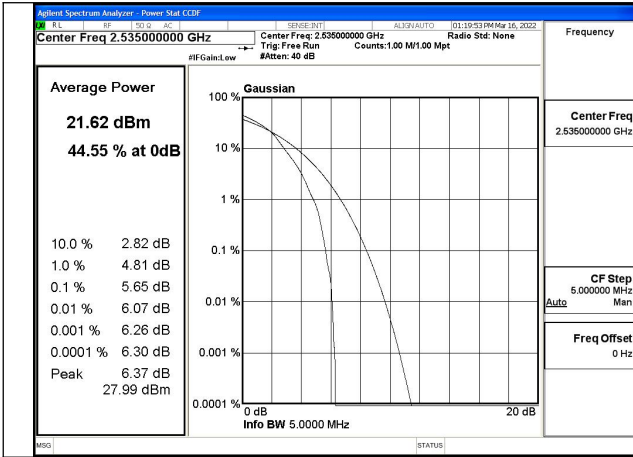 Agilent Spectrum Analyzer - Power Stat CCDF
LXI RL RF 50 Ω AC SENSE:INT ALIGN AUTO 01:19:53 PM Mar 16, 2022
Center Freq 2.535000000 GHz
Center Freq: 2.535000000 GHz Radio Std: None
Trig: Free Run Counts:1.00 M/1.00 Mpt
#IFGain:Low #Atten: 40 dB
Frequency
Average Power
21.62 dBm
44.55 % at 0dB
10.0 % 2.82 dB
1.0 % 4.81 dB
0.1 % 5.65 dB
0.01 % 6.07 dB
0.001 % 6.26 dB
0.0001 % 6.30 dB
Peak 6.37 dB
27.99 dBm
Gaussian
100 %
10 %
1 %
0.1 %
0.01 %
0.001 %
0.0001 %
0 dB 20 dB
Info BW 5.0000 MHz
Center Freq
2.535000000 GHz
CF Step
5.000000 MHz
Auto Man
Freq Offset
0 Hz
MSG STATUS